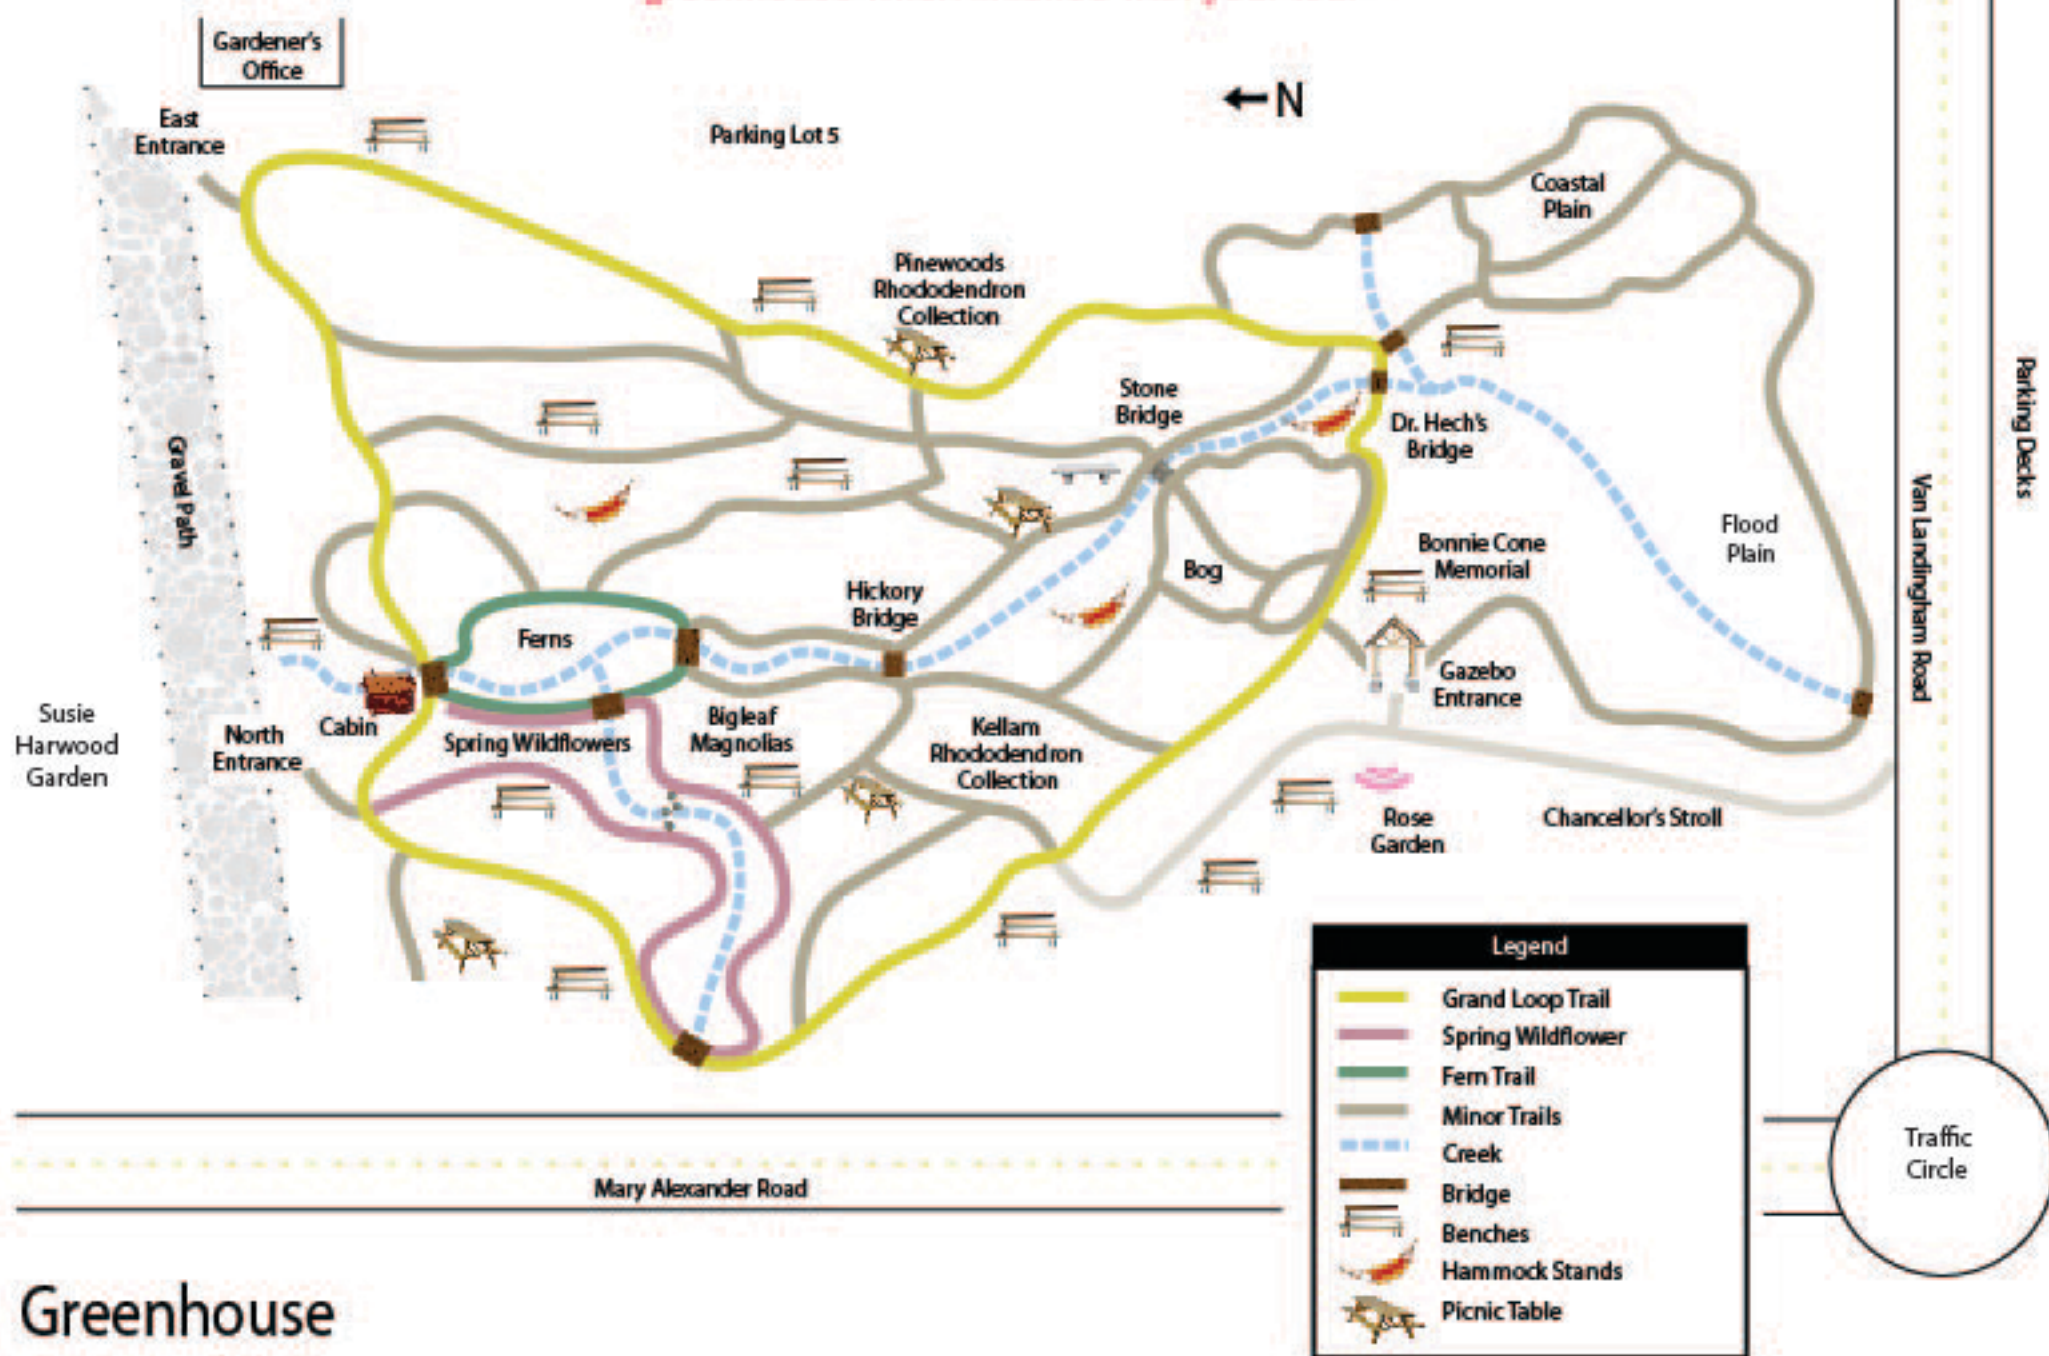 Gardener's
Office
East
Entrance
Parking Lot 5
N
Coastal
Plain
Pinewoods
Rhododendron
Collection
Stone
Bridge
Dr. Hech's
Bridge
Parking Decks
Gravel Path
Van Landingham Road
Flood
Plain
Bonnie Cone
Memorial
Bog
Hickory
Bridge
Ferns
Gazebo
Entrance
Susie
Harwood
Garden
North
Entrance
Cabin
Spring Wildflowers
Bigleaf
Magnolias
Kellam
Rhododendron
Collection
Rose
Garden
Chancellor's Stroll
Legend
Grand Loop Trail
Spring Wildflower
Fern Trail
Minor Trails
Creek
Bridge
Benches
Hammock Stands
Picnic Table
Traffic
Circle
Mary Alexander Road
Greenhouse